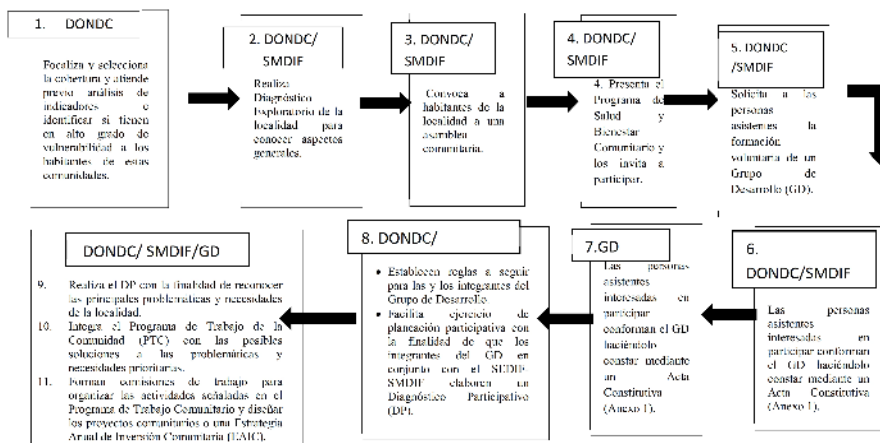 1. DONDC
Focaliza y selecciona
la cobertura y atiende
previo análisis de
indicadores e
identificar si tienen
en alto grado de
vulnerabilidad a los
habitantes de estas
comunidades.
2. DONDC/
SMDIF
Realiza
Diagnóstico
Exploratorio de la
localidad para
conocer aspectos
generales.
3. DONDC/
SMDIF
Convoca a
habitantes de la
localidad a una
asamblea
comunitaria.
4. DONDC/
SMDIF
4. Presenta el
Programa de
Salud y
Bienestar
Comunitario y
los invita a
participar.
5. DONDC
/SMDIF
Solicita a las
personas
asistentes la
formación
voluntaria de un
Grupo de
Desarrollo (GD).
6.
DONDC/SMDIF
Las personas
asistentes
interesadas en
participar conforman
el GD haciéndolo
constar mediante un
Acta Constitutiva
(Anexo 1).
7.GD
Las personas
asistentes
interesadas en
participar
conforman el GD
haciéndolo
constar mediante
un Acta
Constitutiva
(Anexo 1).
8. DONDC/
• Establecen reglas a seguir
para las y los integrantes del
Grupo de Desarrollo
• Facilita ejercicio de
planeación participativa con
la finalidad de que los
integrantes del GD en
conjunto con el SEDIF
SMDIF elaboren un
Diagnóstico Participativo
(DP).
DONDC/ SMDIF/GD
9. Realiza el DP con la finalidad de reconocer
las principales problemáticas y necesidades
de la localidad.
10. Integra el Programa de Trabajo de la
Comunidad (PTC) con las posibles
soluciones a las problemáticas y
necesidades prioritarias.
11. Forman comisiones de trabajo para
organizar las actividades señaladas en el
Programa de Trabajo Comunitario y diseñar
los proyectos comunitarios o una Estrategia
Anual de Inversión Comunitaria (EAIC).